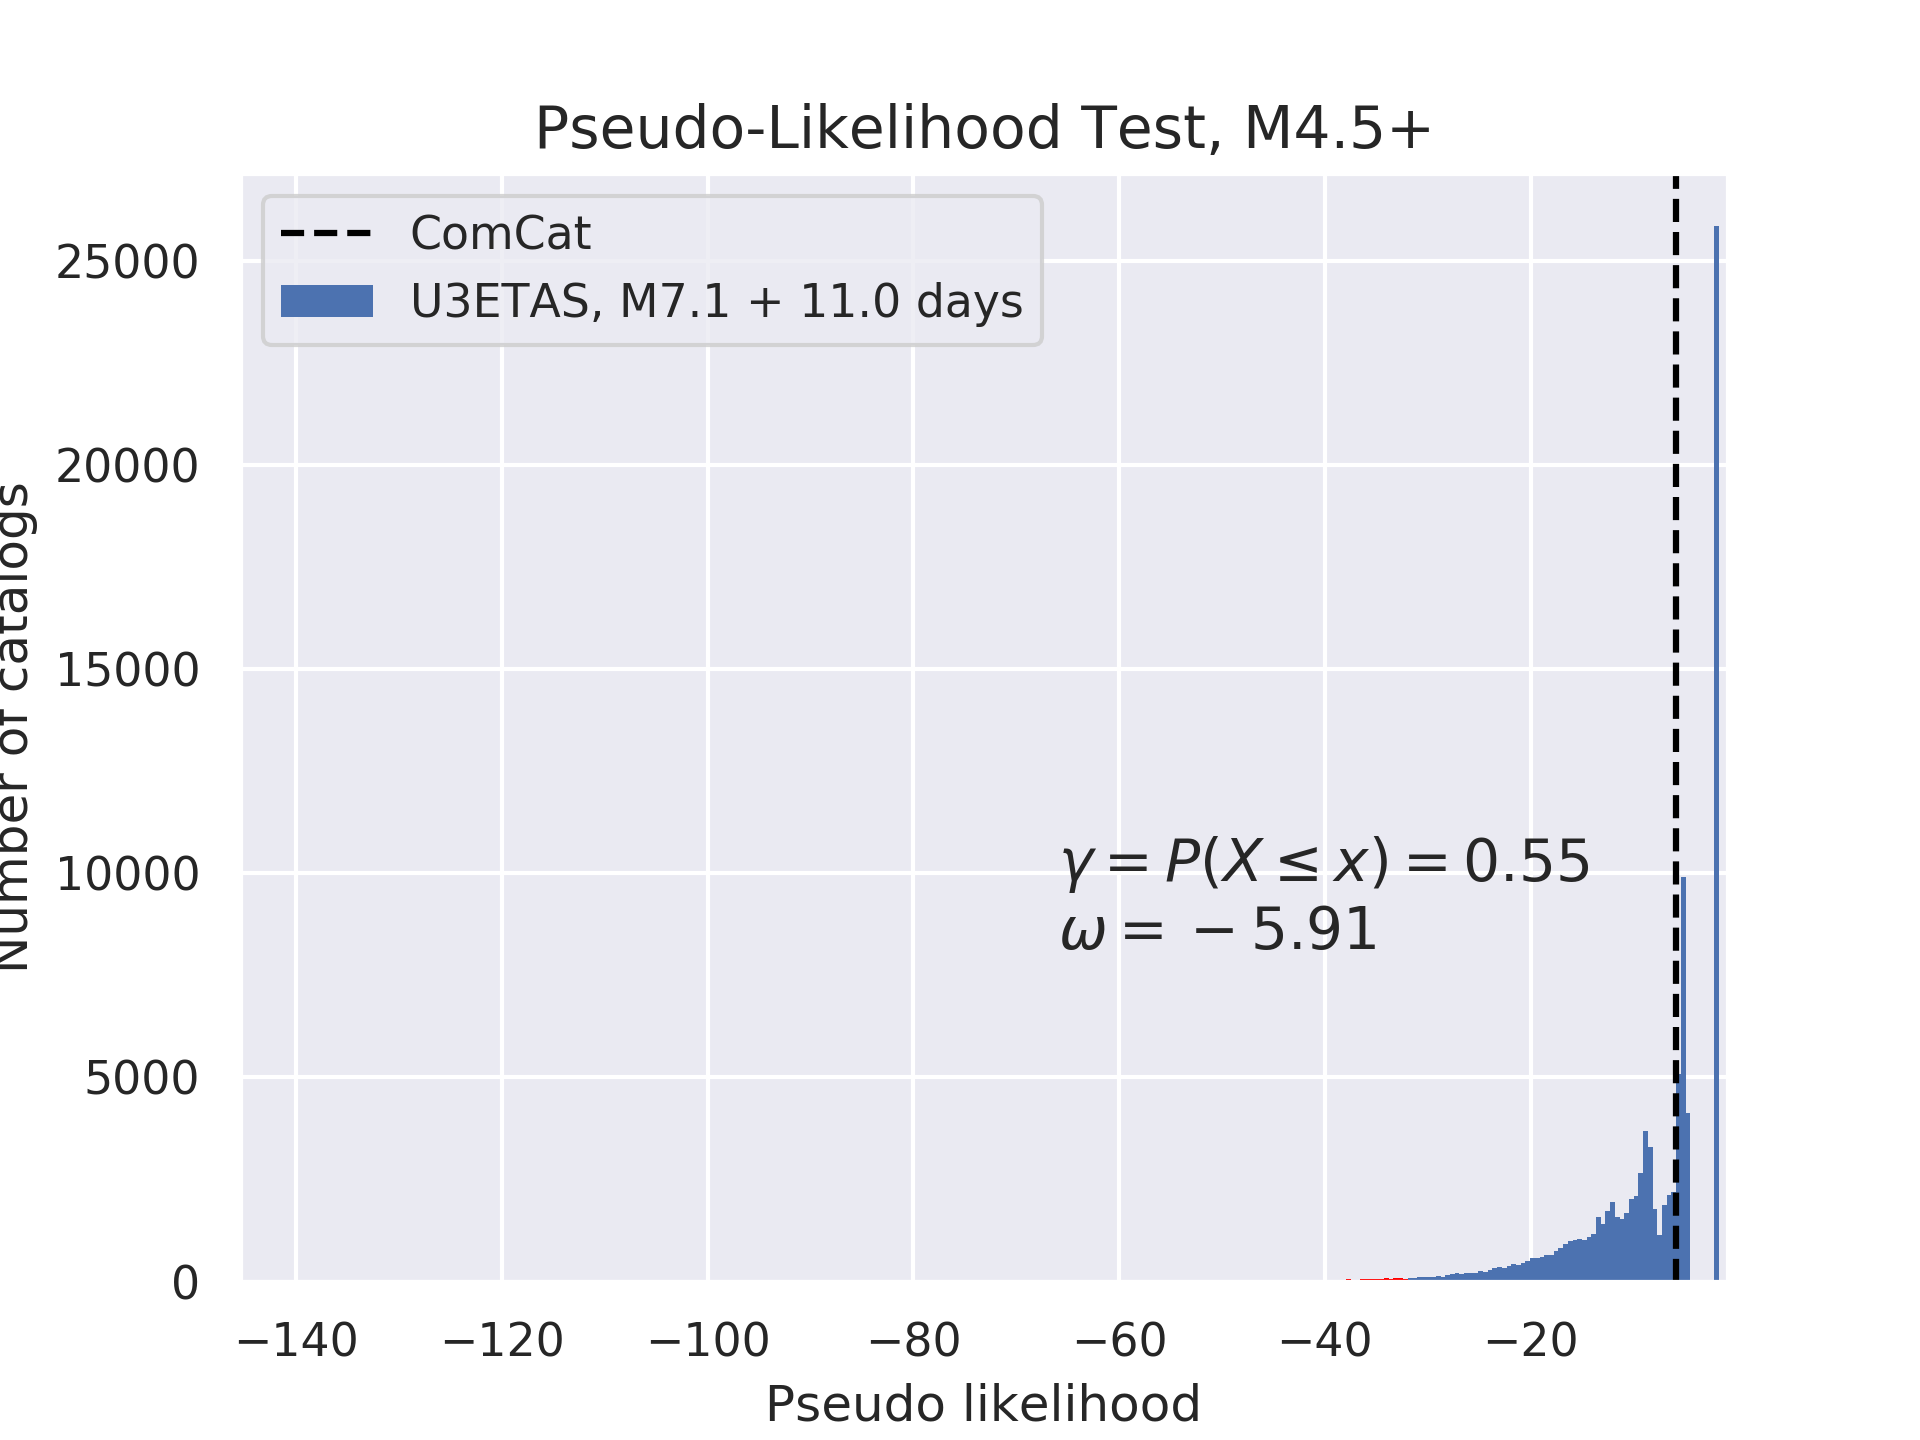 Pseudo-Likelihood Test, M4.5+
ComCat
U3ETAS, M7.1 + 11.0 days
25000
20000
15000
10000
5000
0
Number of catalogs
γ = P(X ≤ x) = 0.55
ω = − 5.91
−140 −120 −100 −80 −60 −40 −20
Pseudo likelihood